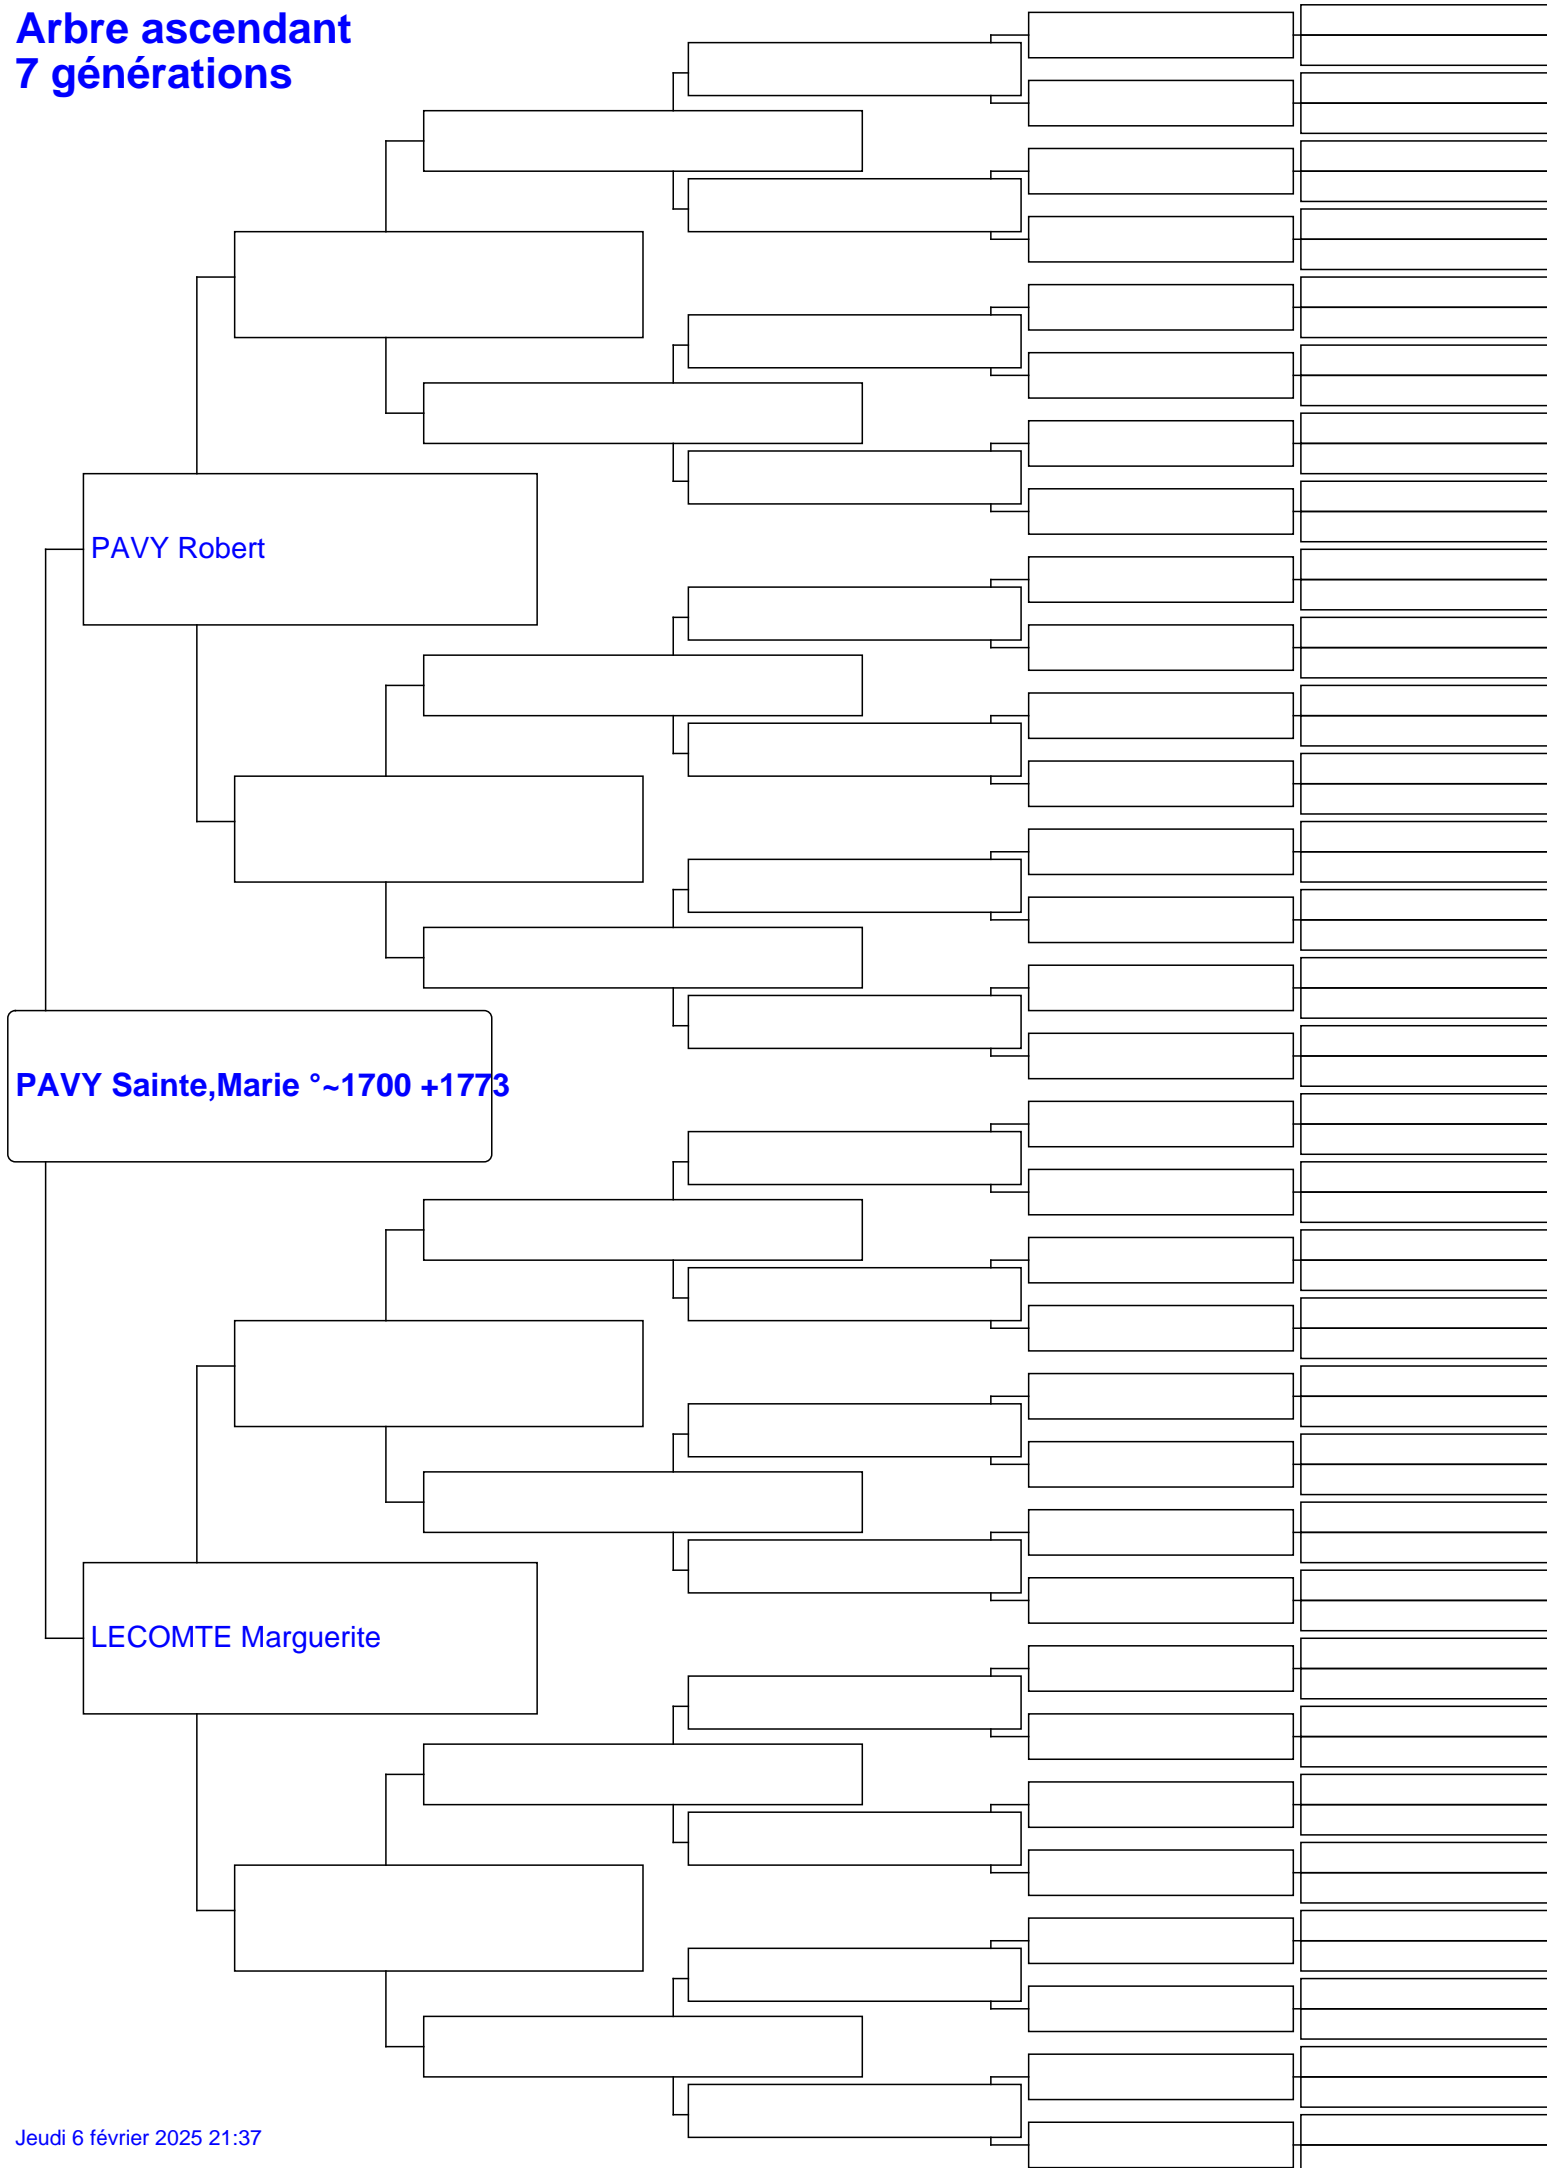 Arbre ascendant
7 générations
PAVY Robert
PAVY Sainte,Marie °~1700 +1773
LECOMTE Marguerite
Jeudi 6 février 2025 21:37